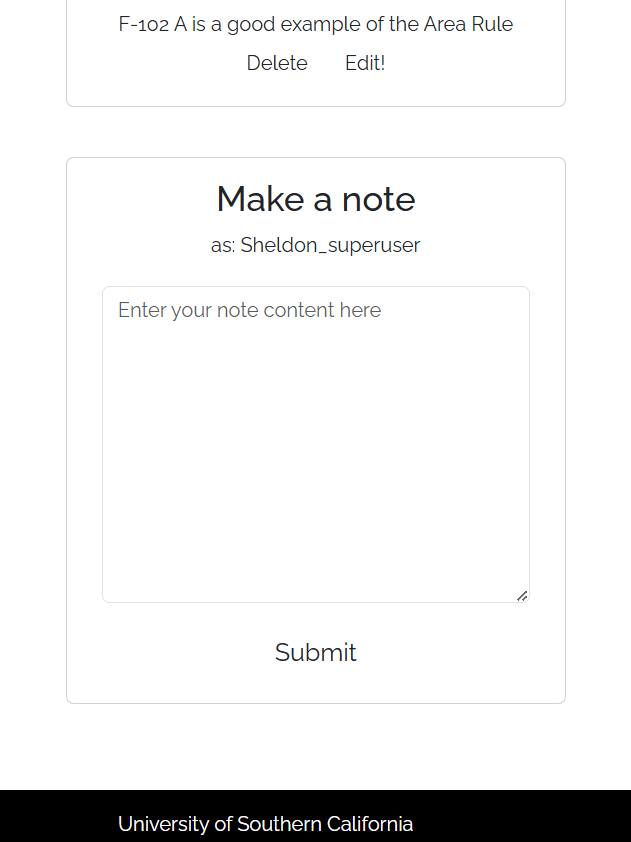 F-102 A is a good example of the Area Rule
Delete Edit!
Make a note
as: Sheldon_superuser
Enter your note content here
Submit
University of Southern California